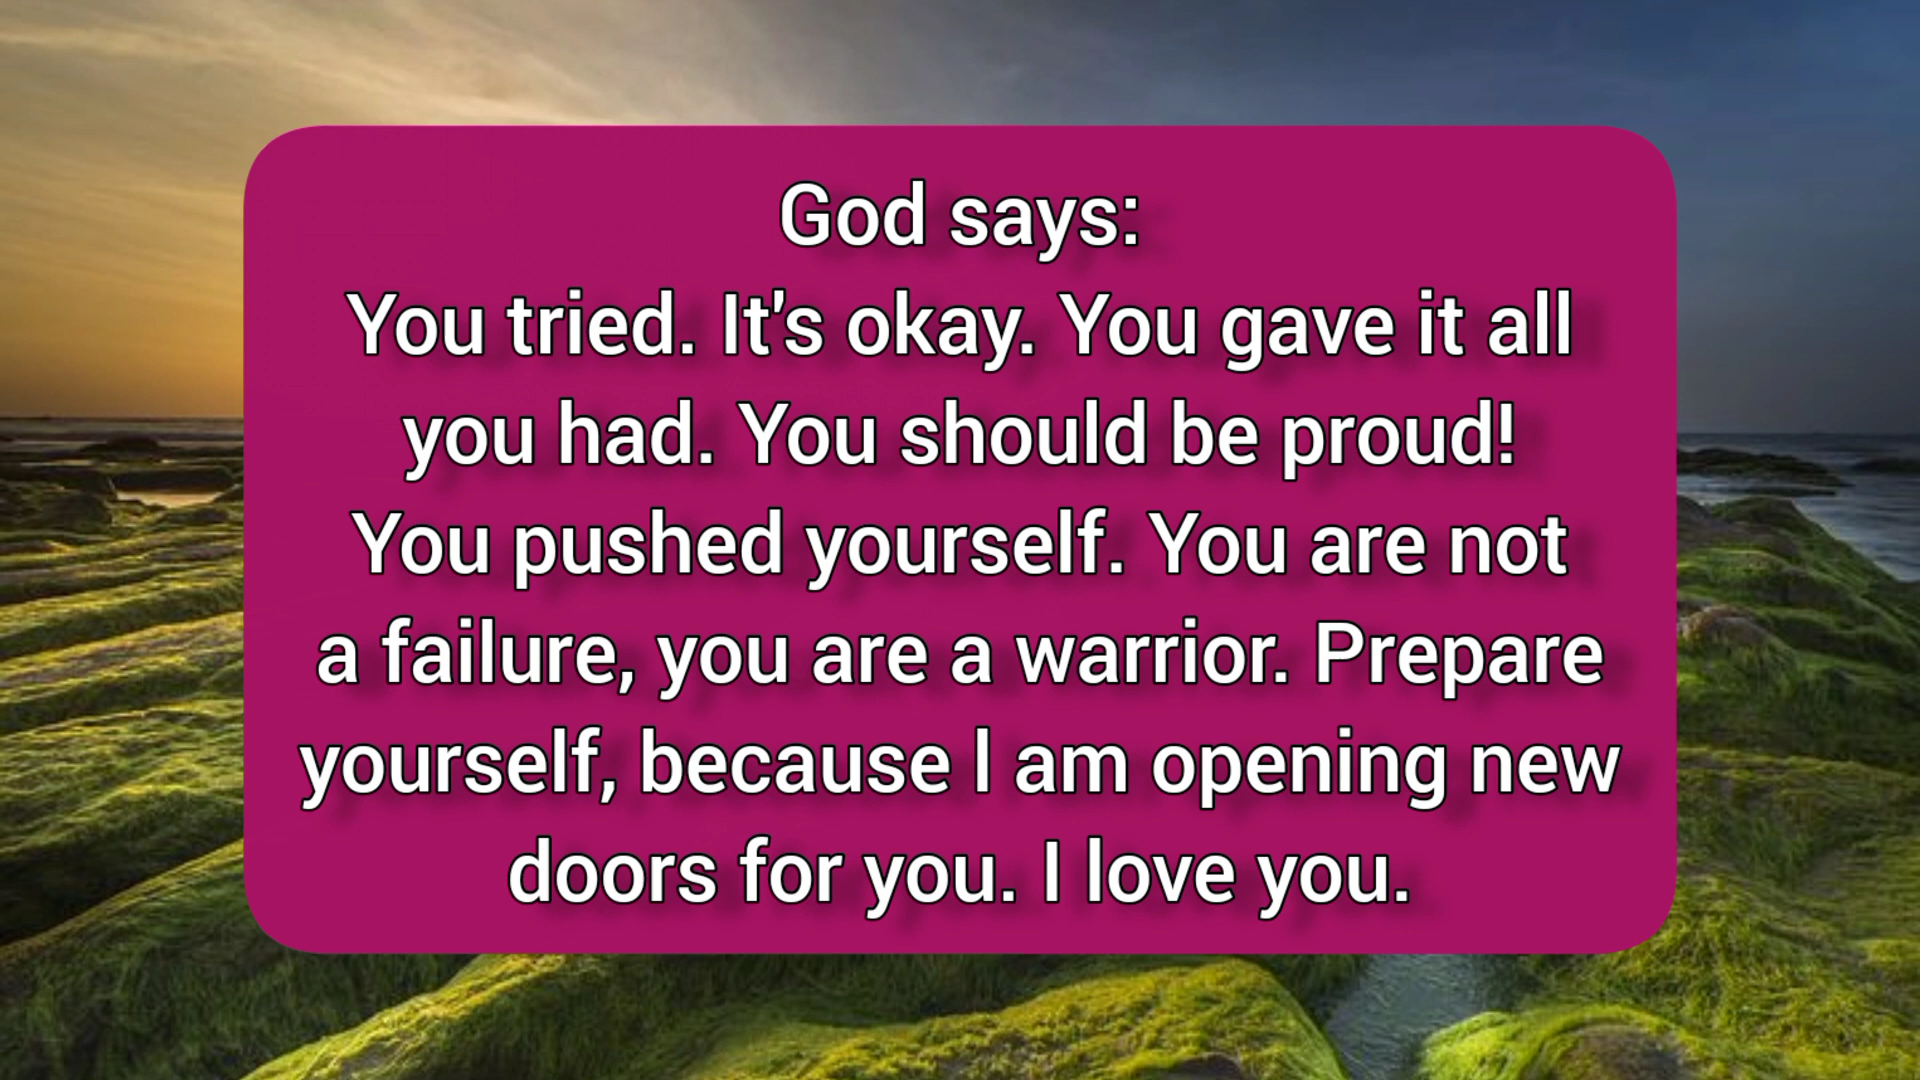 God says:
You tried. It's okay. You gave it all
you had. You should be proud!
You pushed yourself. You are not
a failure, you are a warrior. Prepare
yourself, because I am opening new
doors for you. I love you.